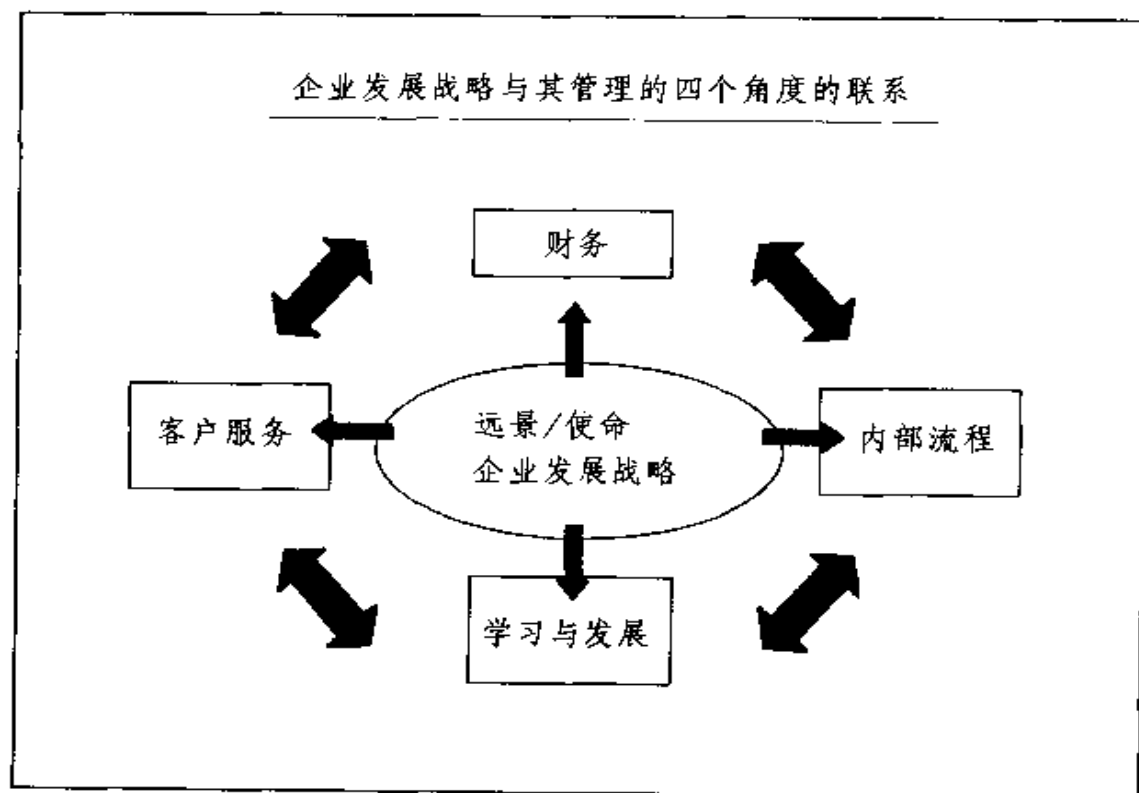 企业发展战略与其管理的四个角度的联系
财务
客户服务
远景/使命
企业发展战略
内部流程
学习与发展